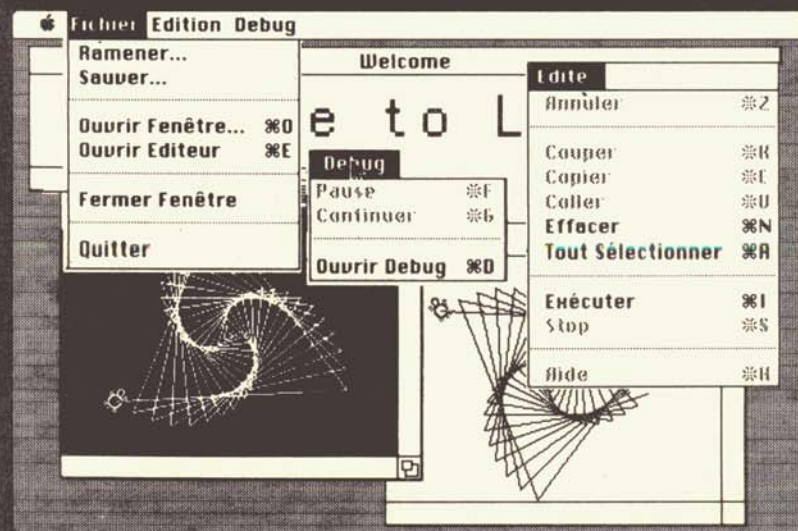 Fichier Edition Debug
Ramener...
Sauver...
Ouvrir Fenêtre... ⌘O
Ouvrir Editeur ⌘E
Fermer Fenêtre
Quitter
Welcome
e to L
Debug
Pause ⌘F
Continuer ⌘G
Ouvrir Debug ⌘D
Edite
Annuler ⌘Z
Couper ⌘X
Copier ⌘C
Coller ⌘V
Effacer ⌘N
Tout Sélectionner ⌘A
Exécuter ⌘I
Stop ⌘S
Aide ⌘H